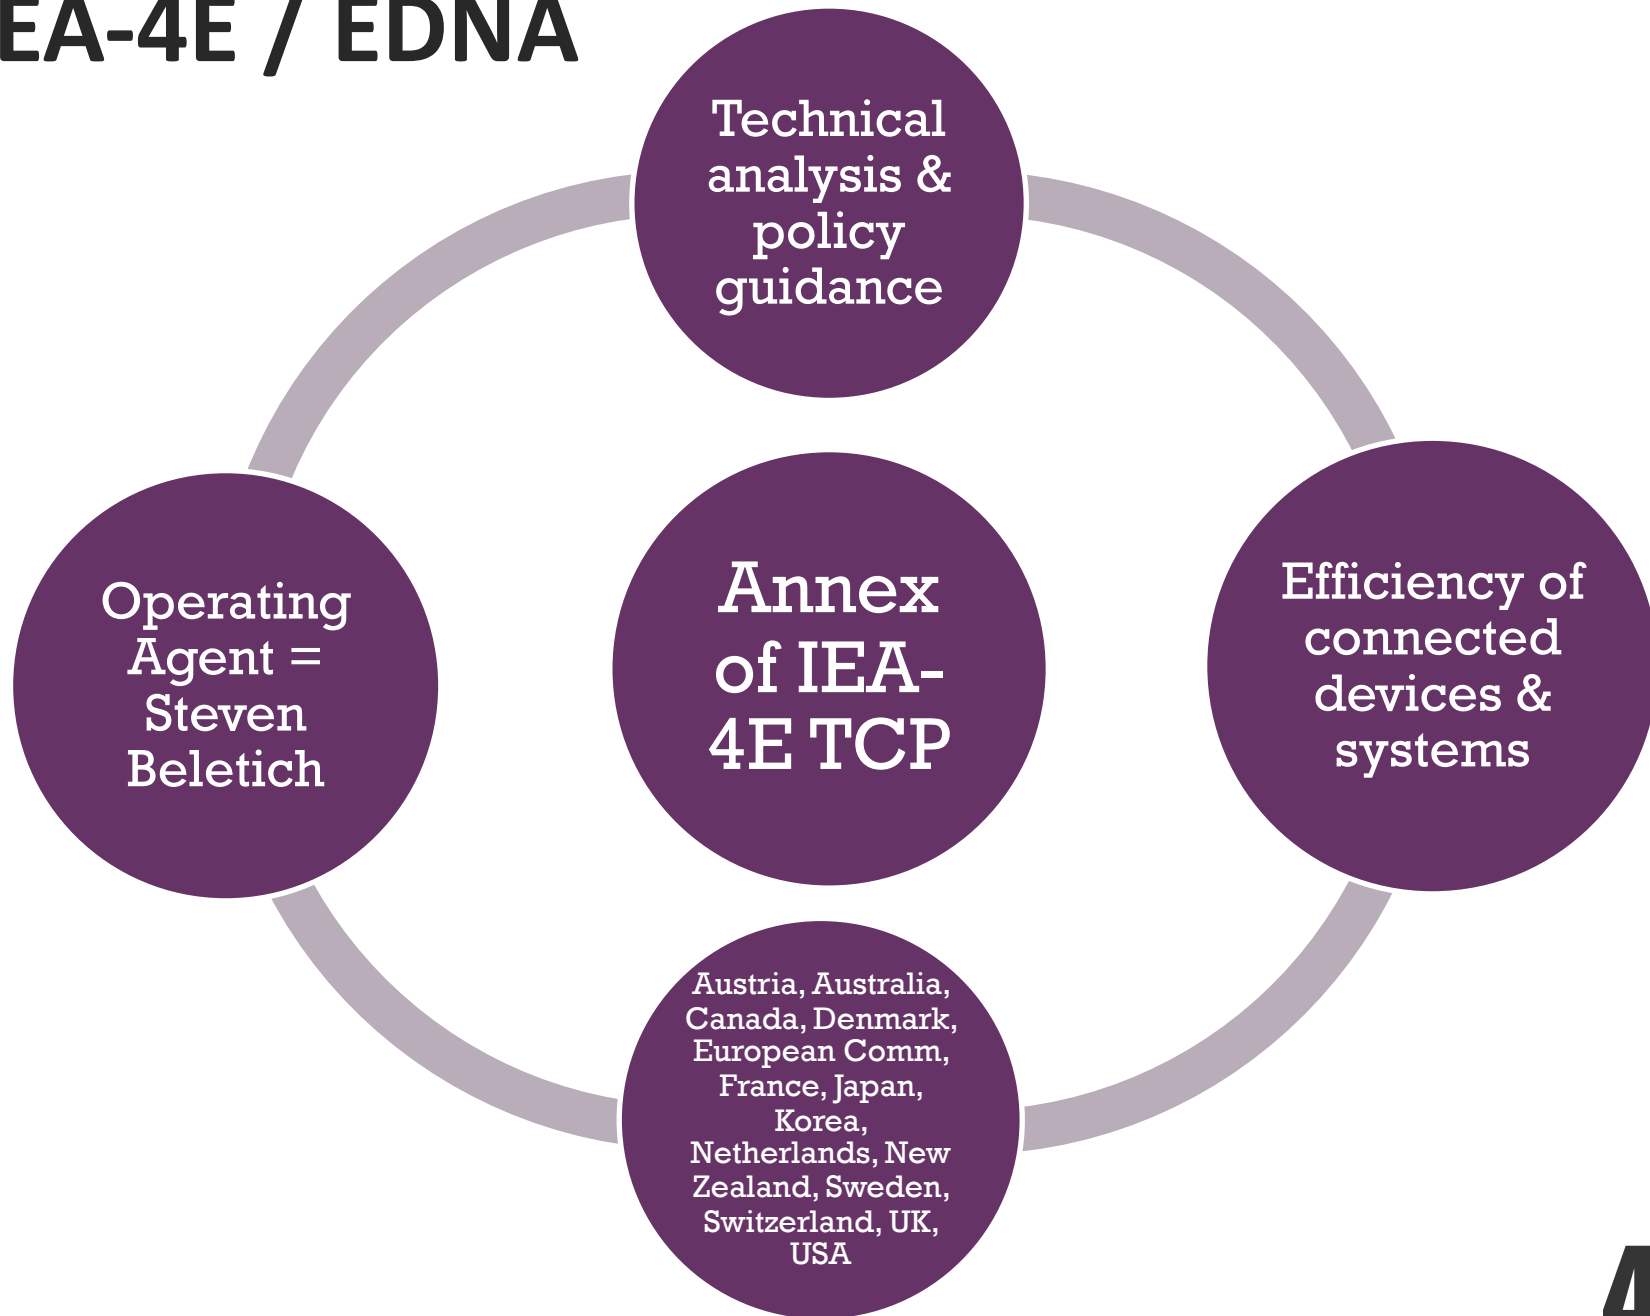 EA-4E / EDNA
Technical
analysis &
policy
guidance
Operating
Agent =
Steven
Beletich
Annex
of IEA-
4E TCP
Efficiency of
connected
devices &
systems
Austria, Australia,
Canada, Denmark,
European Comm,
France, Japan,
Korea,
Netherlands, New
Zealand, Sweden,
Switzerland, UK,
USA